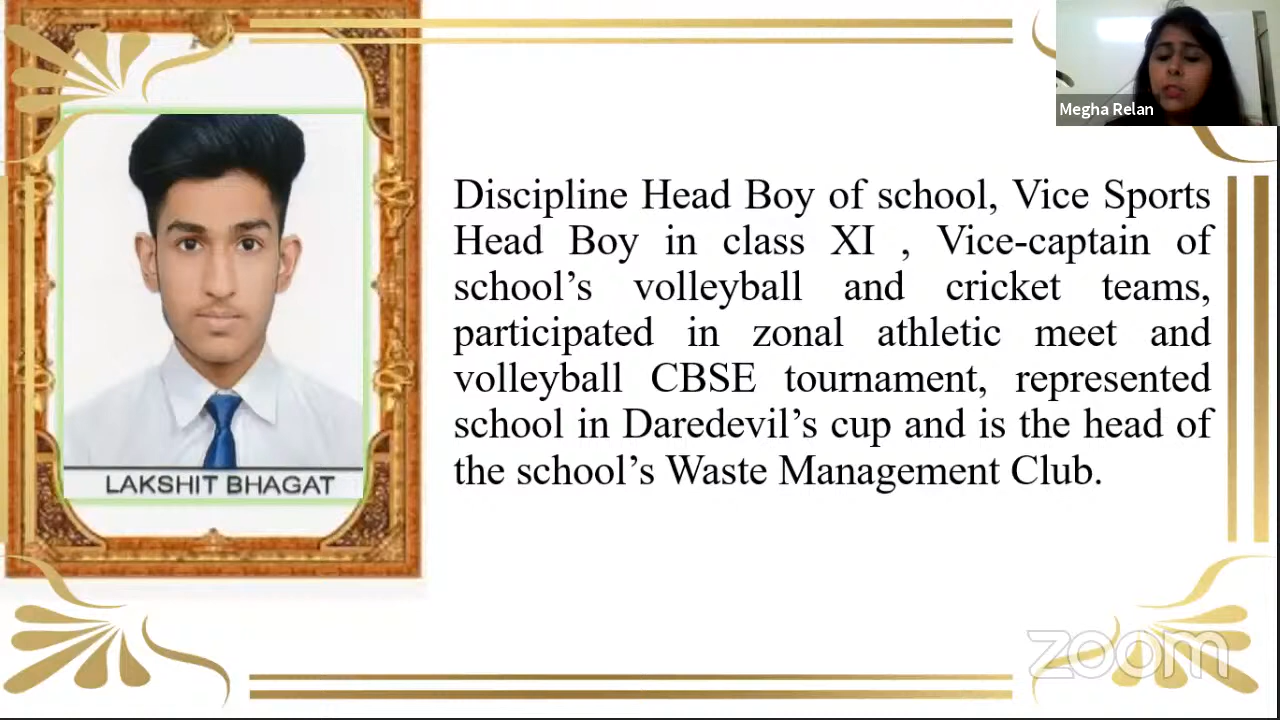 Megha Relan
Discipline Head Boy of school, Vice Sports
Head Boy in class XI , Vice-captain of
school’s volleyball and cricket teams,
participated in zonal athletic meet and
volleyball CBSE tournament, represented
school in Daredevil’s cup and is the head of
the school’s Waste Management Club.
LAKSHIT BHAGAT
zoom